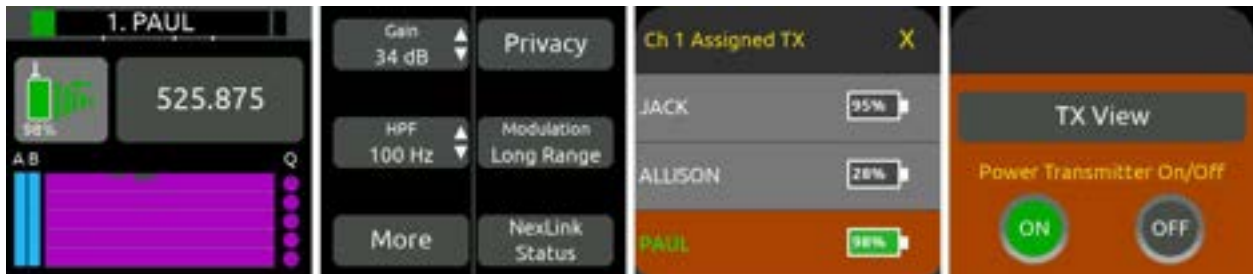 1. PAUL
98%
525.875
A B
Q
Gain
34 dB
Privacy
HPF
100 Hz
Modulation
Long Range
More
NexLink
Status
Ch 1 Assigned TX X
JACK 95%
ALLISON 28%
PAUL 98%
TX View
Power Transmitter On/Off
ON OFF